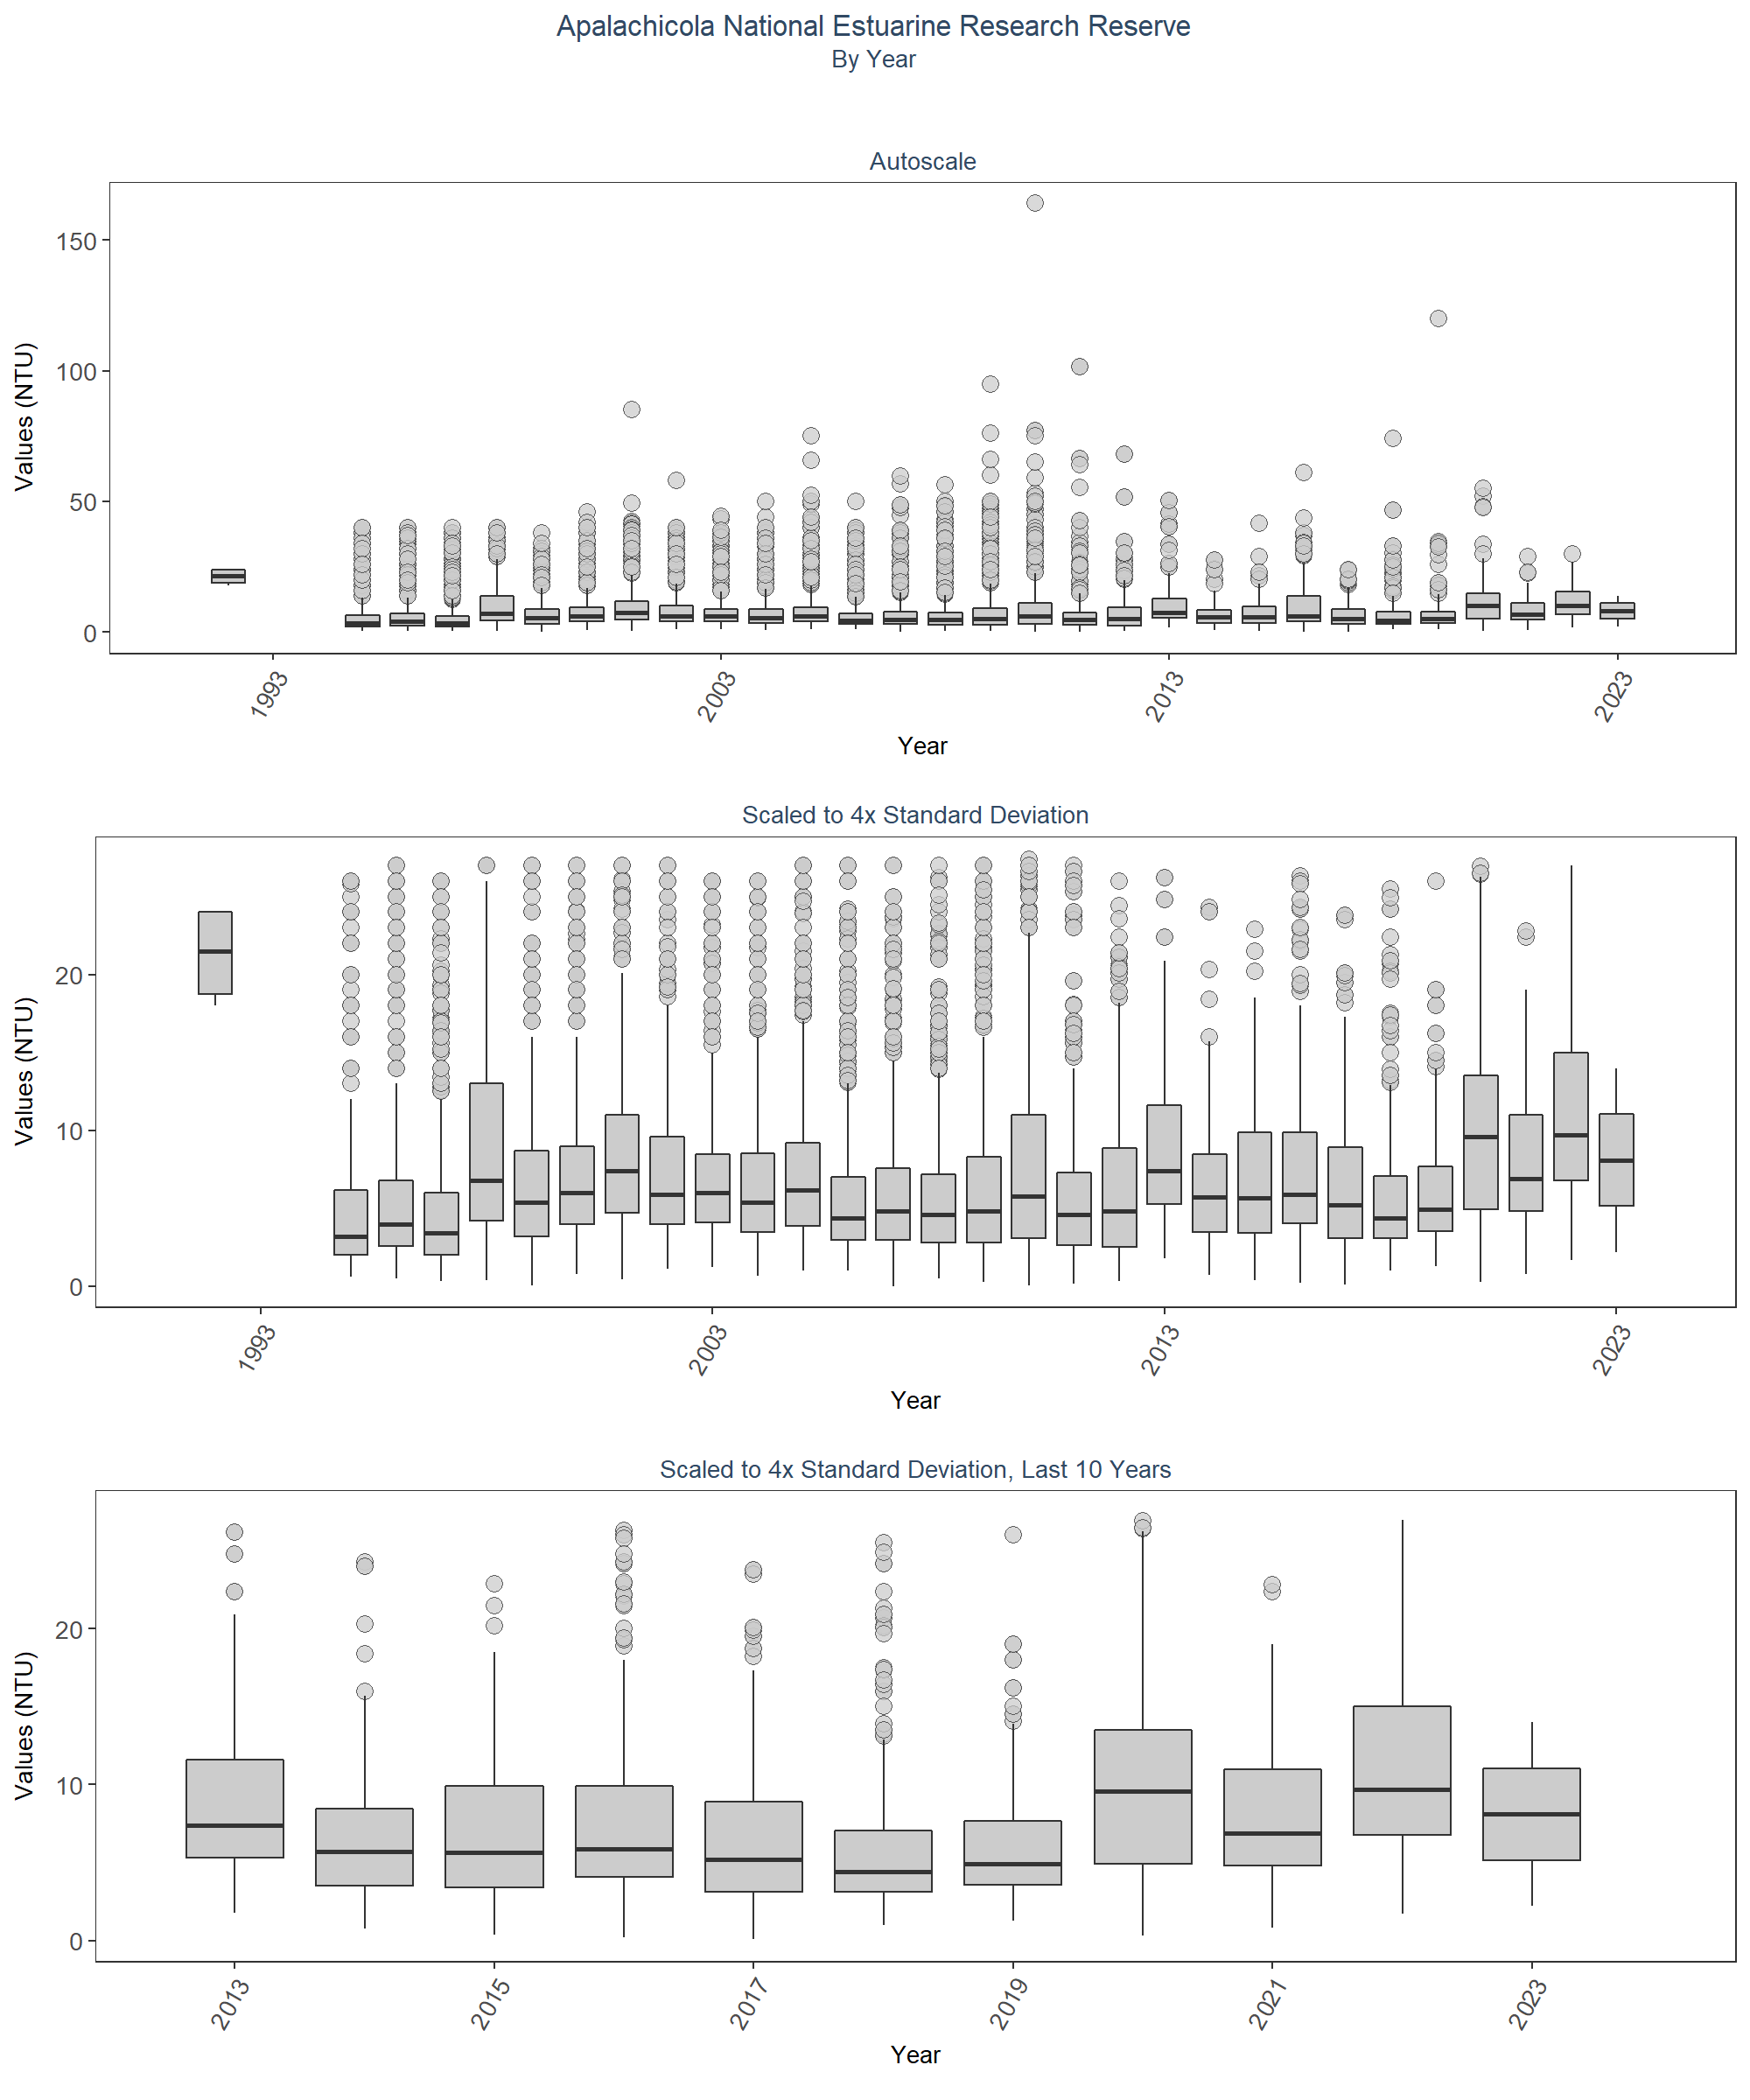 Apalachicola National Estuarine Research Reserve
By Year
Autoscale
Values (NTU)
150
100
50
0
1993
2003
2013
2023
Year
Scaled to 4x Standard Deviation
Values (NTU)
20
10
0
1993
2003
2013
2023
Year
Scaled to 4x Standard Deviation, Last 10 Years
Values (NTU)
20
10
0
2013
2015
2017
2019
2021
2023
Year